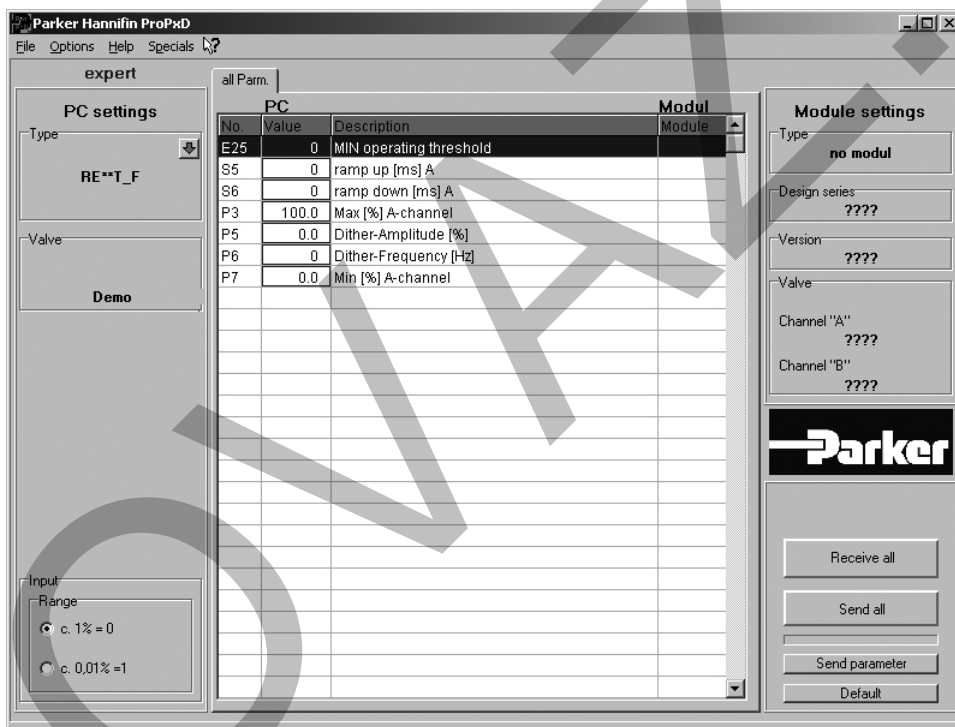 Parker Hannifin ProPxD
File Options Help Specials
expert
PC settings
Type
RE**T_F
Valve
Demo
Input
Range
c. 1% = 0
c. 0,01% =1
all Parm.
PC Modul
No. Value Description Module
E25 0 MIN operating threshold
S5 0 ramp up [ms] A
S6 0 ramp down [ms] A
P3 100.0 Max [%] A-channel
P5 0.0 Dither-Amplitude [%]
P6 0 Dither-Frequency [Hz]
P7 0.0 Min [%] A-channel
Module settings
Type
no modul
Design series
????
Version
????
Valve
Channel "A"
????
Channel "B"
????
Parker
Receive all
Send all
Send parameter
Default
OVAZ.